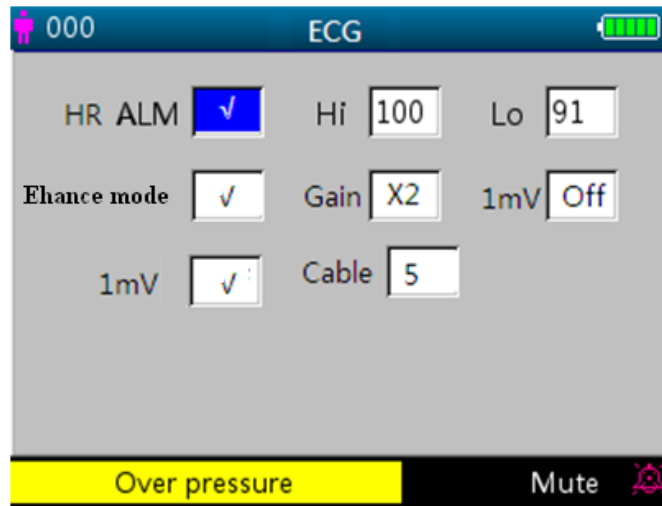 000 ECG
HR ALM √ Hi 100 Lo 91
Ehance mode √ Gain X2 1mV Off
1mV √ Cable 5
Over pressure Mute